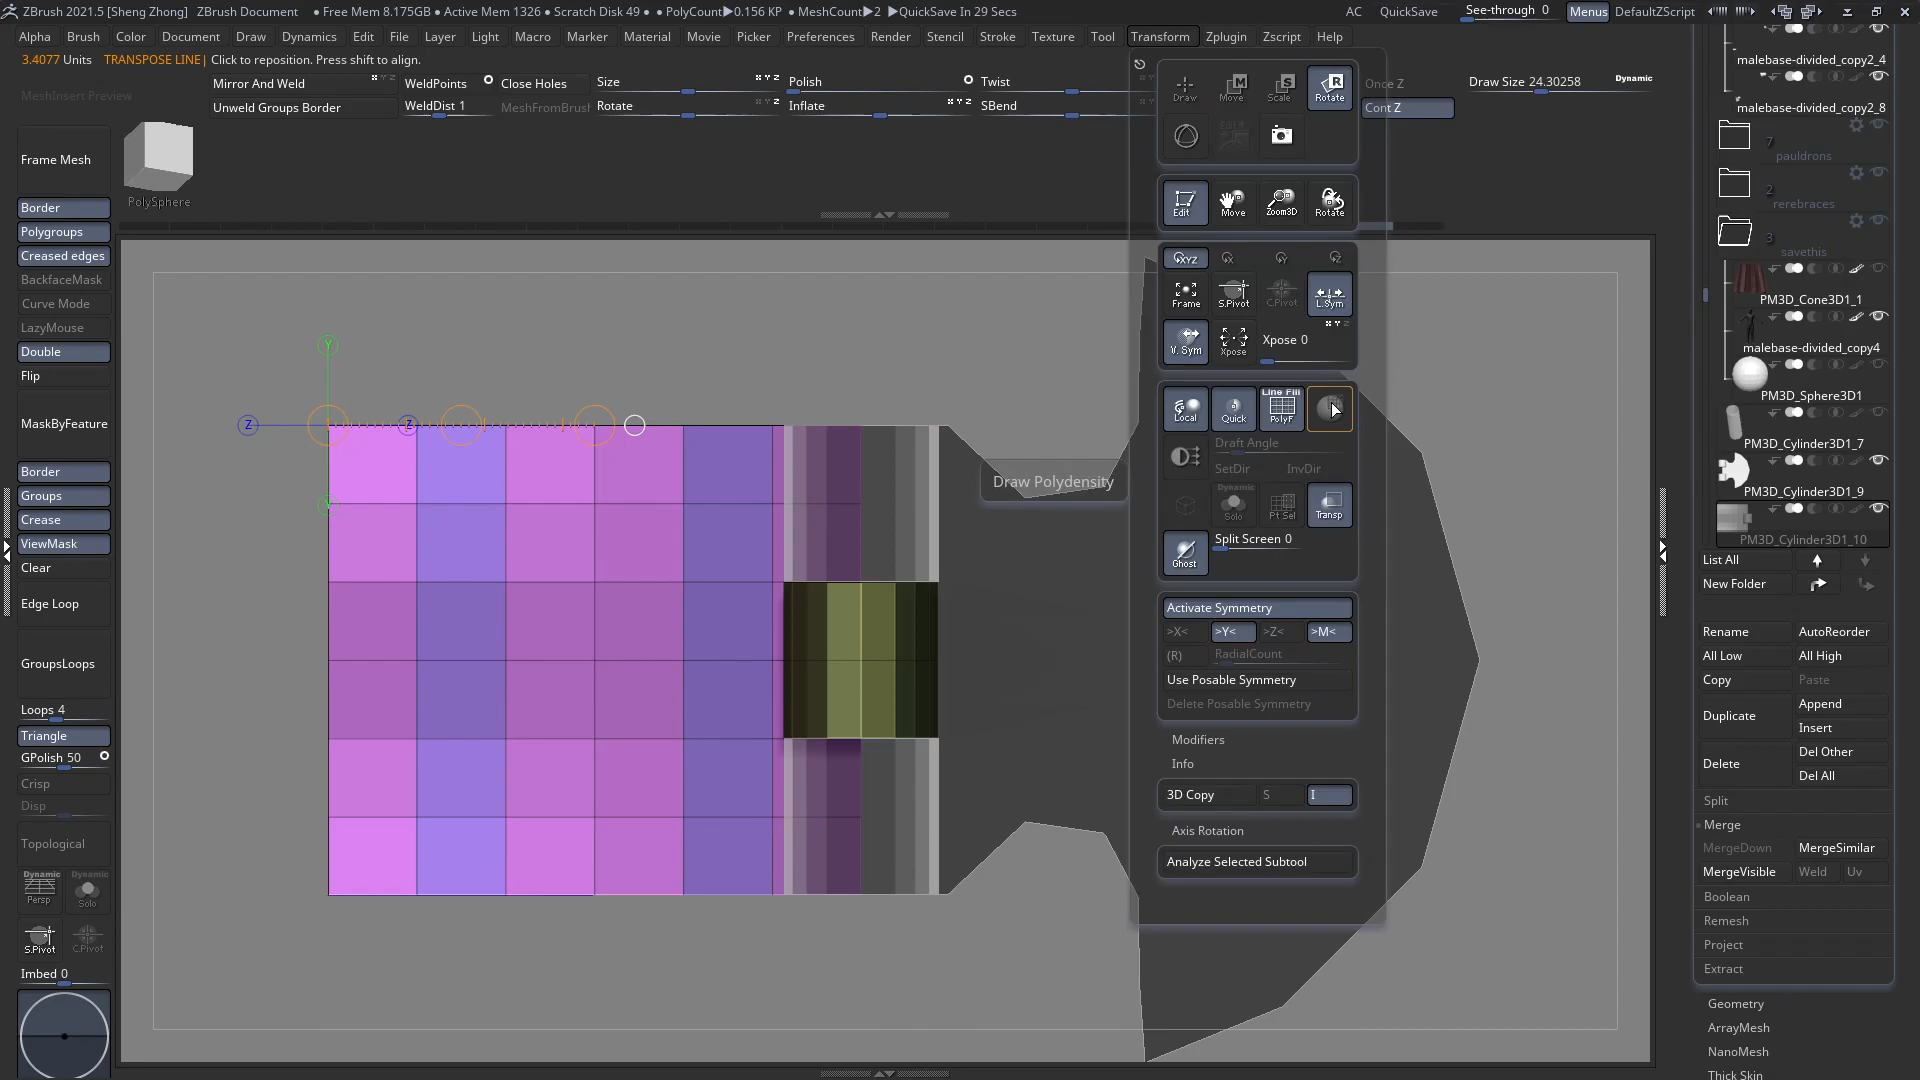 ZBrush 2021.5 [Sheng Zhong] ZBrush Document • Free Mem 8.175GB • Active Mem 1326 • Scratch Disk 49 • PolyCount▶0.156 KP • MeshCount▶2 ▶QuickSave In 29 Secs AC QuickSave See-through 0 Menus DefaultZScript
Alpha Brush Color Document Draw Dynamics Edit File Layer Light Macro Marker Material Movie Picker Preferences Render Stencil Stroke Texture Tool Transform Zplugin Zscript Help
3.4077 Units TRANSPOSE LINE| Click to reposition. Press shift to align.
MeshInsert Preview
Mirror And Weld
WeldPoints
Close Holes
Size
Polish
Twist
Unweld Groups Border
WeldDist 1
MeshFromBrush
Rotate
Inflate
SBend
Draw
Move
Scale
Rotate
Once Z
Cont Z
Draw Size 24.30258
Dynamic
PolySphere
Frame Mesh
Border
Polygroups
Creased edges
BackfaceMask
Curve Mode
LazyMouse
Double
Flip
MaskByFeature
Border
Groups
Crease
ViewMask
Clear
Edge Loop
GroupsLoops
Loops 4
Triangle
GPolish 50
Crisp
Disp
Topological
Dynamic
Persp
Dynamic
Solo
S.Pivot
C.Pivot
Imbed 0
Y
Z
Z
Y
Draw Polydensity
Edit
Move
Zoom3D
Rotate
XYZ
X
Y
Z
Frame
S.Pivot
C.Pivot
L.Sym
V. Sym
Xpose
Xpose 0
Local
Quick
Line Fill
PolyF
Draft Angle
SetDir
InvDir
Dynamic
Solo
Pt Sel
Transp
Ghost
Split Screen 0
Activate Symmetry
>X< >Y< >Z< >M<
(R) RadialCount
Use Posable Symmetry
Delete Posable Symmetry
Modifiers
Info
3D Copy S I
Axis Rotation
Analyze Selected Subtool
malebase-divided_copy2_4
malebase-divided_copy2_8
7
pauldrons
2
rerebraces
3
savethis
PM3D_Cone3D1_1
malebase-divided_copy4
PM3D_Sphere3D1
PM3D_Cylinder3D1_7
PM3D_Cylinder3D1_9
PM3D_Cylinder3D1_10
List All
New Folder
Rename AutoReorder
All Low All High
Copy Paste
Duplicate
Append
Insert
Delete
Del Other
Del All
Split
Merge
MergeDown MergeSimilar
MergeVisible Weld Uv
Boolean
Remesh
Project
Extract
Geometry
ArrayMesh
NanoMesh
Thick Skin